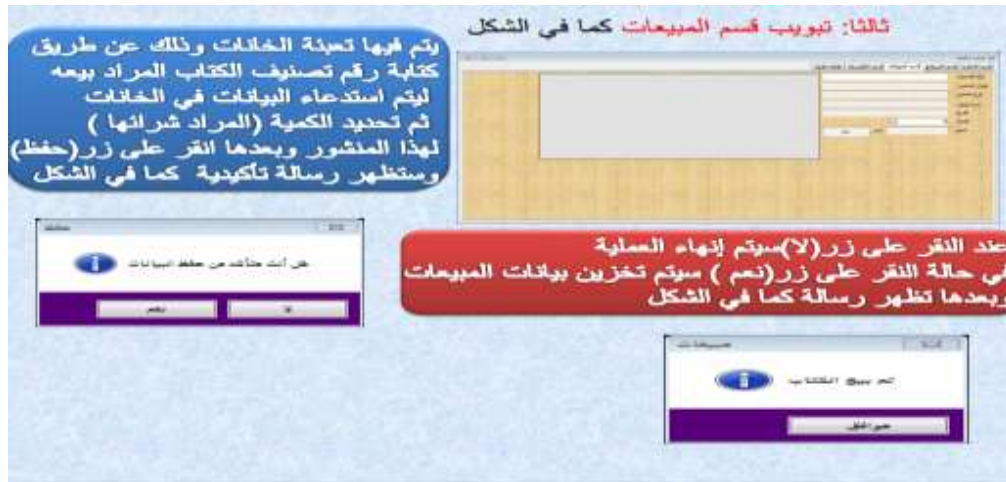 ثالثا: تبويب قسم المبيعات كما في الشكل
يتم فيها تعبئة الخانات وذلك عن طريق
كتابة رقم تصنيف الكتاب المراد بيعه
ليتم استدعاء البيانات في الخانات
ثم تحديد الكمية (المراد شرائها )
لهذا المنشور وبعدها انقر على زر(حفظ)
وستظهر رسالة تأكيدية كما في الشكل
حفظ
هل أنت متأكد من حفظ البيانات
نعم
لا
عند النقر على زر(لا)سيتم إنهاء العملية
في حالة النقر على زر(نعم ) سيتم تخزين بيانات المبيعات
وبعدها تظهر رسالة كما في الشكل
مبيعات
تم بيع الكتاب
موافق